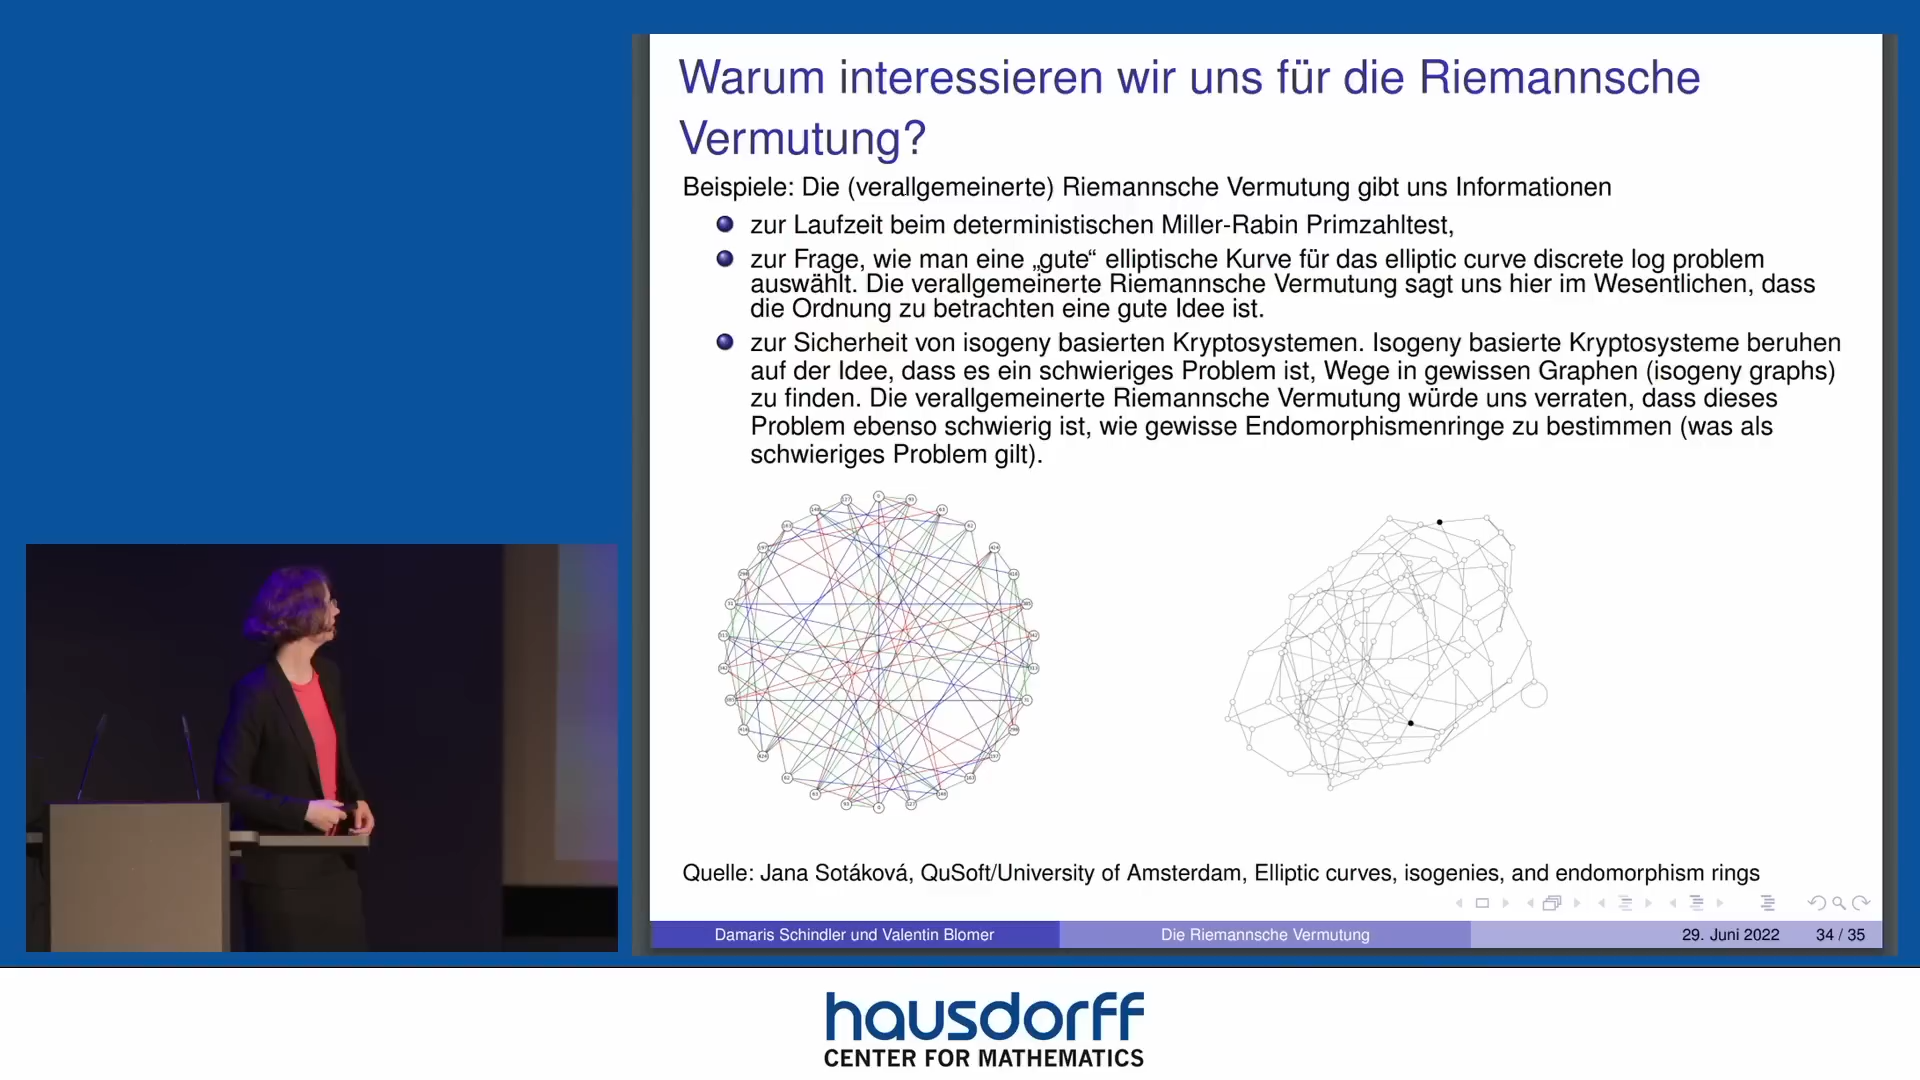 Warum interessieren wir uns für die Riemannsche
Vermutung?
Beispiele: Die (verallgemeinerte) Riemannsche Vermutung gibt uns Informationen
zur Laufzeit beim deterministischen Miller-Rabin Primzahltest,
zur Frage, wie man eine „gute“ elliptische Kurve für das elliptic curve discrete log problem
auswählt. Die verallgemeinerte Riemannsche Vermutung sagt uns hier im Wesentlichen, dass
die Ordnung zu betrachten eine gute Idee ist.
zur Sicherheit von isogeny basierten Kryptosystemen. Isogeny basierte Kryptosysteme beruhen
auf der Idee, dass es ein schwieriges Problem ist, Wege in gewissen Graphen (isogeny graphs)
zu finden. Die verallgemeinerte Riemannsche Vermutung würde uns verraten, dass dieses
Problem ebenso schwierig ist, wie gewisse Endomorphismenringe zu bestimmen (was als
schwieriges Problem gilt).
Quelle: Jana Sotáková, QuSoft/University of Amsterdam, Elliptic curves, isogenies, and endomorphism rings
Damaris Schindler und Valentin Blomer
Die Riemannsche Vermutung
29. Juni 2022
34 / 35
hausdorff
CENTER FOR MATHEMATICS